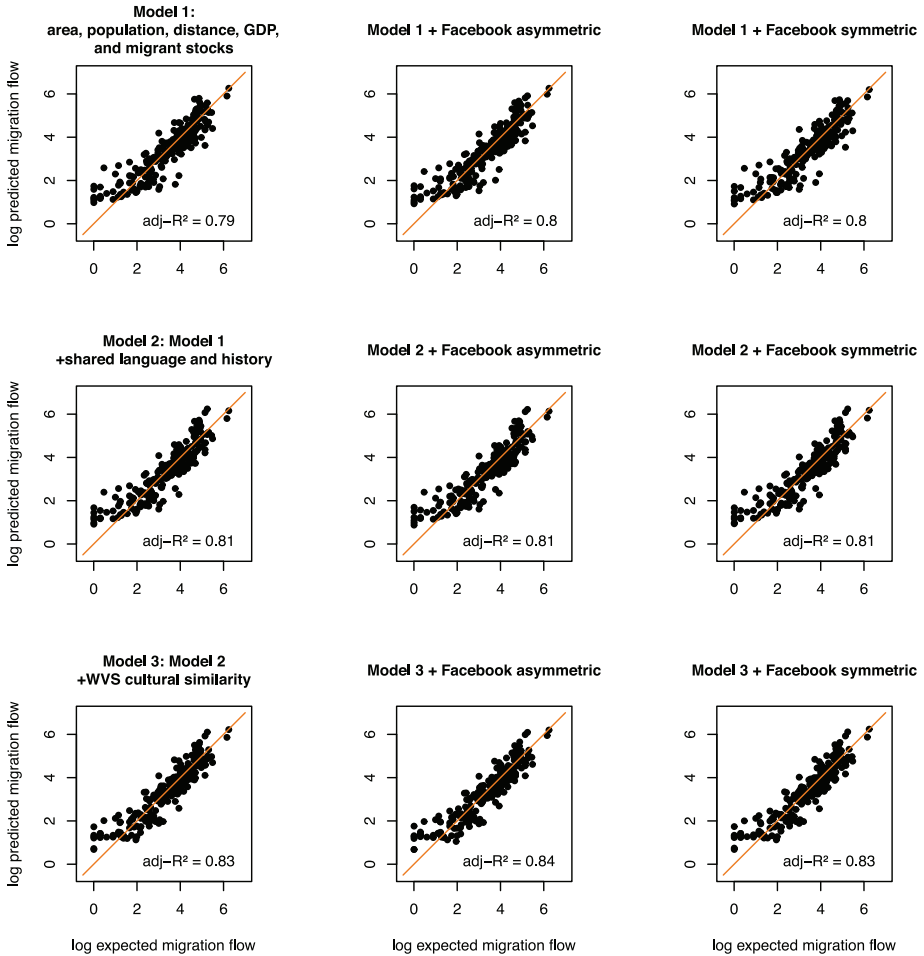 Model 1:
area, population, distance, GDP,
and migrant stocks
Model 1 + Facebook asymmetric
Model 1 + Facebook symmetric
log predicted migration flow
6
4
2
0
adj−R² = 0.79
0 2 4 6
6
4
2
0
adj−R² = 0.8
0 2 4 6
6
4
2
0
adj−R² = 0.8
0 2 4 6
Model 2: Model 1
+shared language and history
Model 2 + Facebook asymmetric
Model 2 + Facebook symmetric
log predicted migration flow
6
4
2
0
adj−R² = 0.81
0 2 4 6
6
4
2
0
adj−R² = 0.81
0 2 4 6
6
4
2
0
adj−R² = 0.81
0 2 4 6
Model 3: Model 2
+WVS cultural similarity
Model 3 + Facebook asymmetric
Model 3 + Facebook symmetric
log predicted migration flow
6
4
2
0
adj−R² = 0.83
0 2 4 6
6
4
2
0
adj−R² = 0.84
0 2 4 6
6
4
2
0
adj−R² = 0.83
0 2 4 6
log expected migration flow
log expected migration flow
log expected migration flow